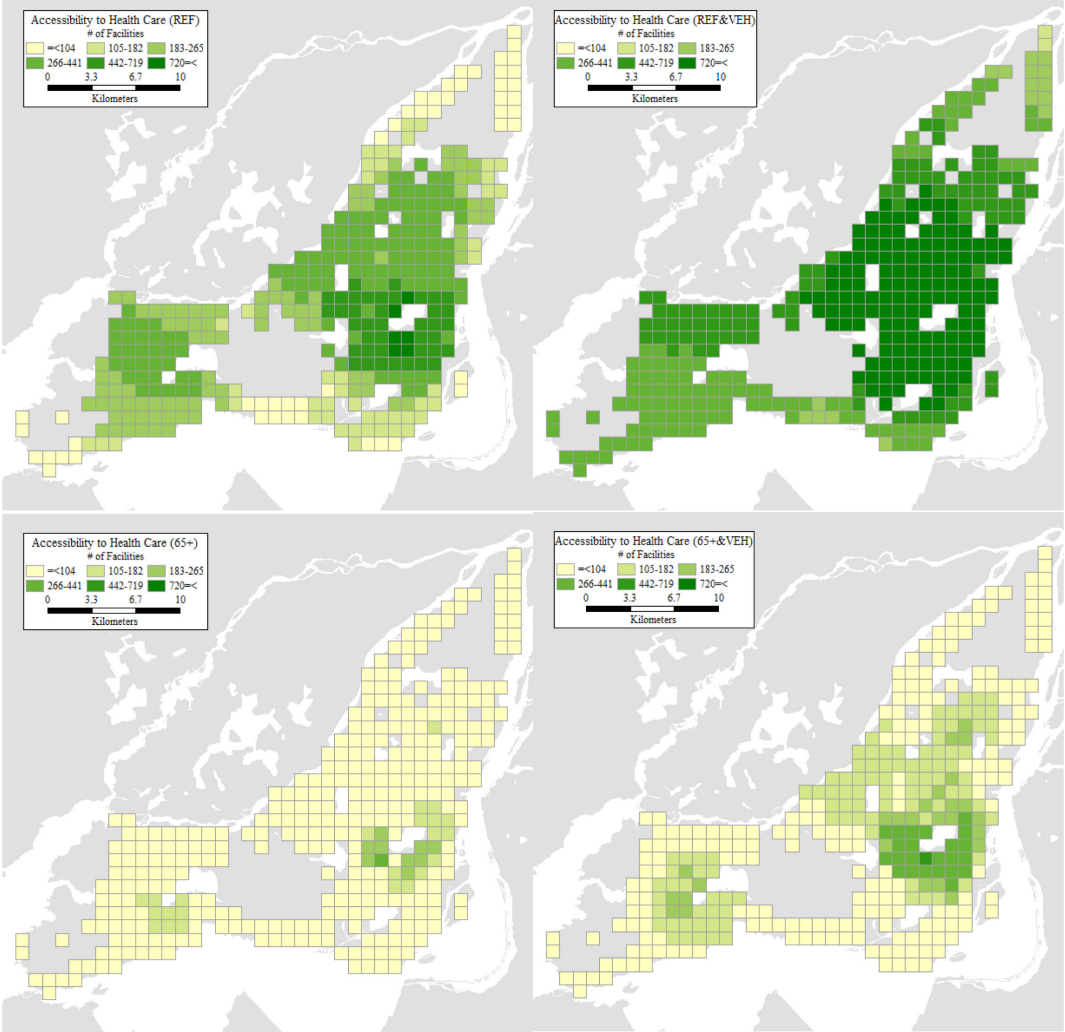 Accessibility to Health Care (REF)
# of Facilities
=<104 105-182 183-265
266-441 442-719 720=<
0 3.3 6.7 10
Kilometers
Accessibility to Health Care (REF&VEH)
# of Facilities
=<104 105-182 183-265
266-441 442-719 720=<
0 3.3 6.7 10
Kilometers
Accessibility to Health Care (65+)
# of Facilities
=<104 105-182 183-265
266-441 442-719 720=<
0 3.3 6.7 10
Kilometers
Accessibility to Health Care (65+&VEH)
# of Facilities
=<104 105-182 183-265
266-441 442-719 720=<
0 3.3 6.7 10
Kilometers